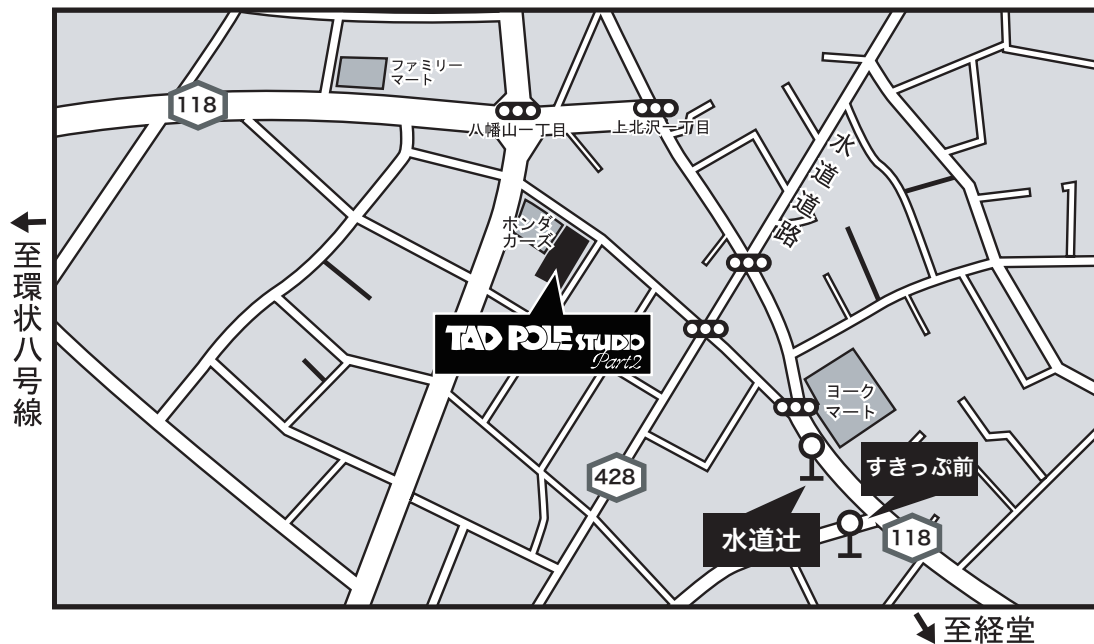 ファミリー
マート
118
八幡山一丁目
上北沢一丁目
水道道路
ホンダ
カーズ
至環状八号線
TAD POLE STUDIO
Part2
ヨーク
マート
すきっぷ前
428
水道辻
118
至経堂